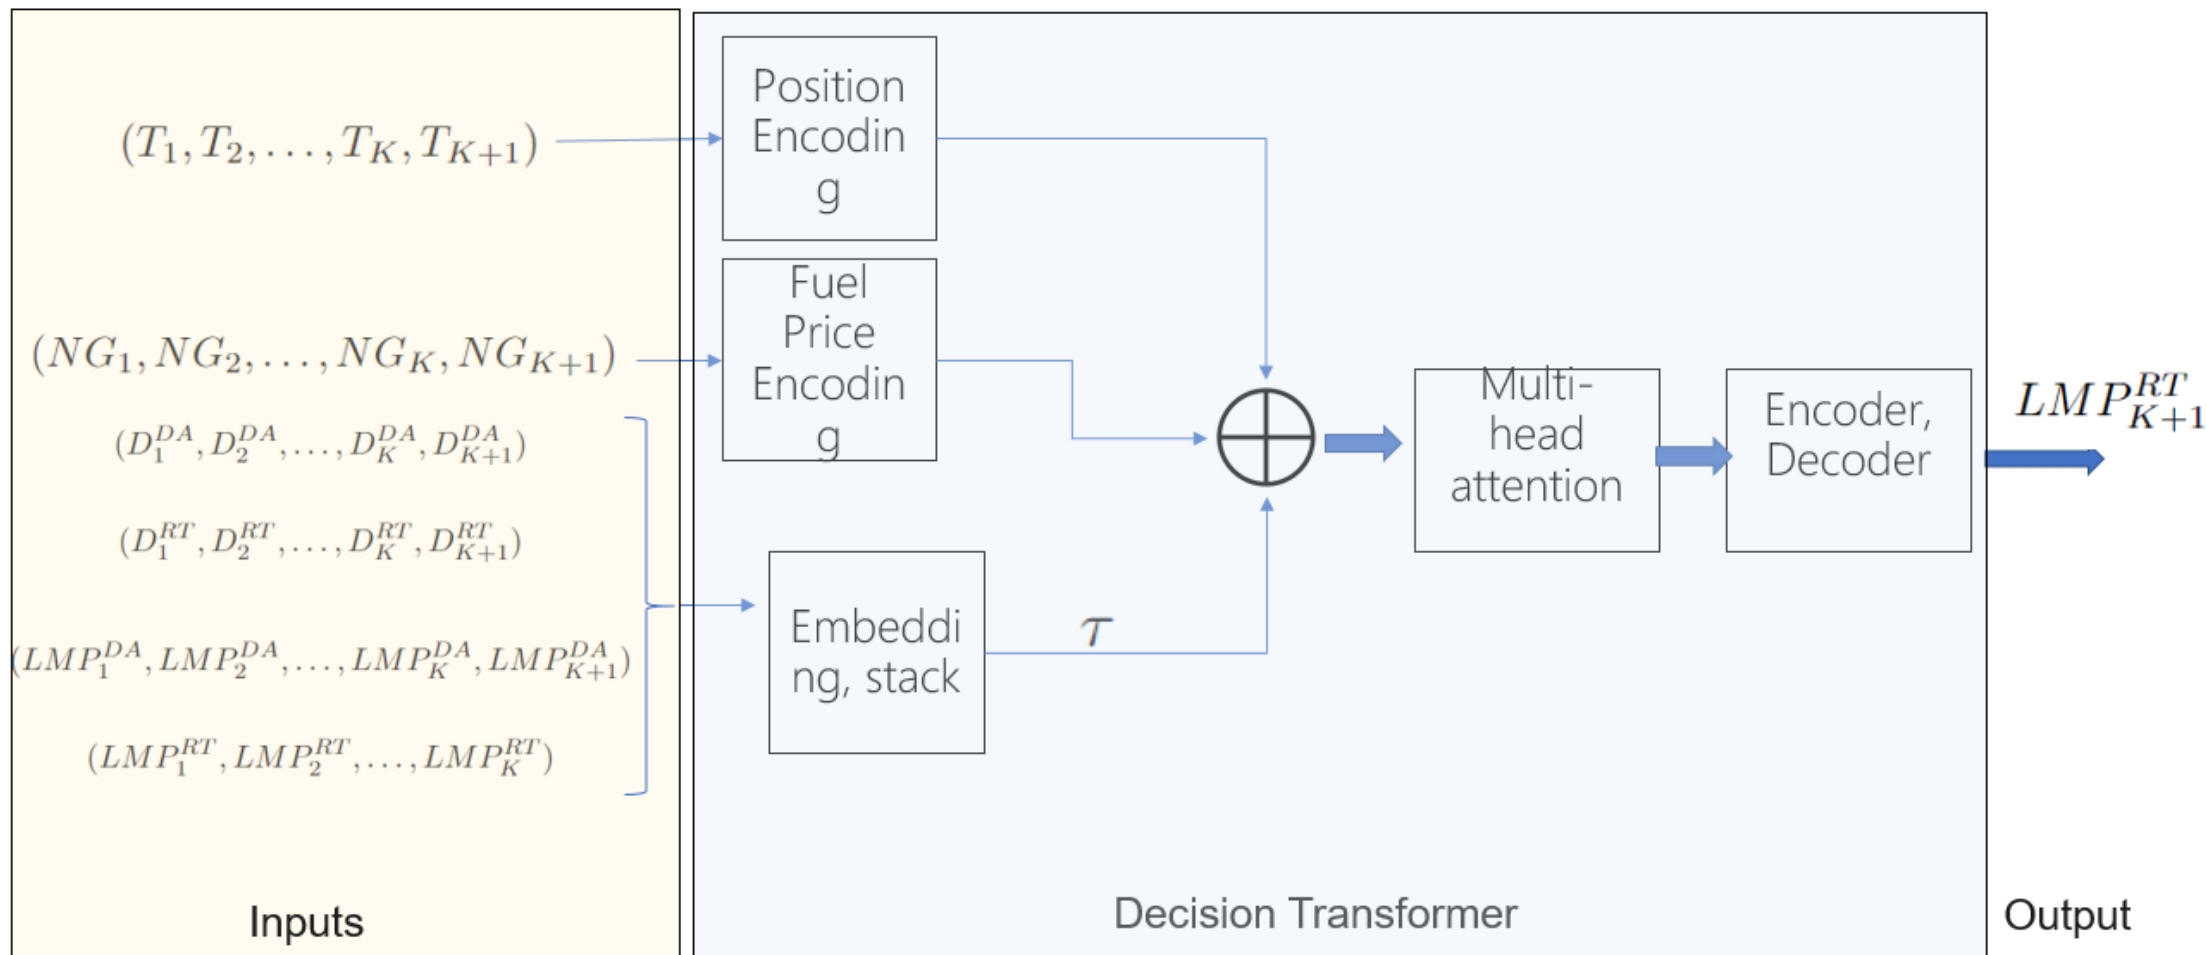 (T_1, T_2, ..., T_K, T_{K+1})
(NG_1, NG_2, ..., NG_K, NG_{K+1})
(D_1^{DA}, D_2^{DA}, ..., D_K^{DA}, D_{K+1}^{DA})
(D_1^{RT}, D_2^{RT}, ..., D_K^{RT}, D_{K+1}^{RT})
(LMP_1^{DA}, LMP_2^{DA}, ..., LMP_K^{DA}, LMP_{K+1}^{DA})
(LMP_1^{RT}, LMP_2^{RT}, ..., LMP_K^{RT})
Inputs
Position
Encodin
g
Fuel
Price
Encodin
g
Embeddi
ng, stack
τ
Multi-
head
attention
Encoder,
Decoder
Decision Transformer
LMP_{K+1}^{RT}
Output